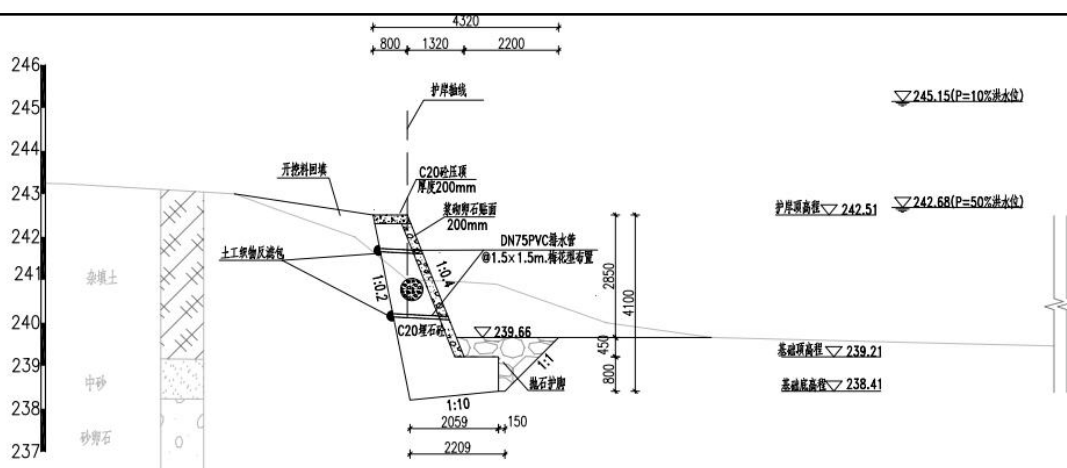 4320
800 1320 2200
246
护岸轴线
245
245.15(P=10%洪水位)
244
开挖料回填
C20砼压顶
厚度200mm
243
浆砌卵石贴面
200mm
护岸顶高程 242.51
242.68(P=50%洪水位)
242
土工织物反滤包
DN75PVC排水管
@1.5×1.5m.梅花型布置
241
杂填土
1:0.2
1:0.4
2850
4100
240
C20埋石砼
239.66
450
基础顶高程 239.21
239
中砂
1:1
800
抛石护脚
基础底高程 238.41
238
1:10
2059 150
砂卵石
2209
237